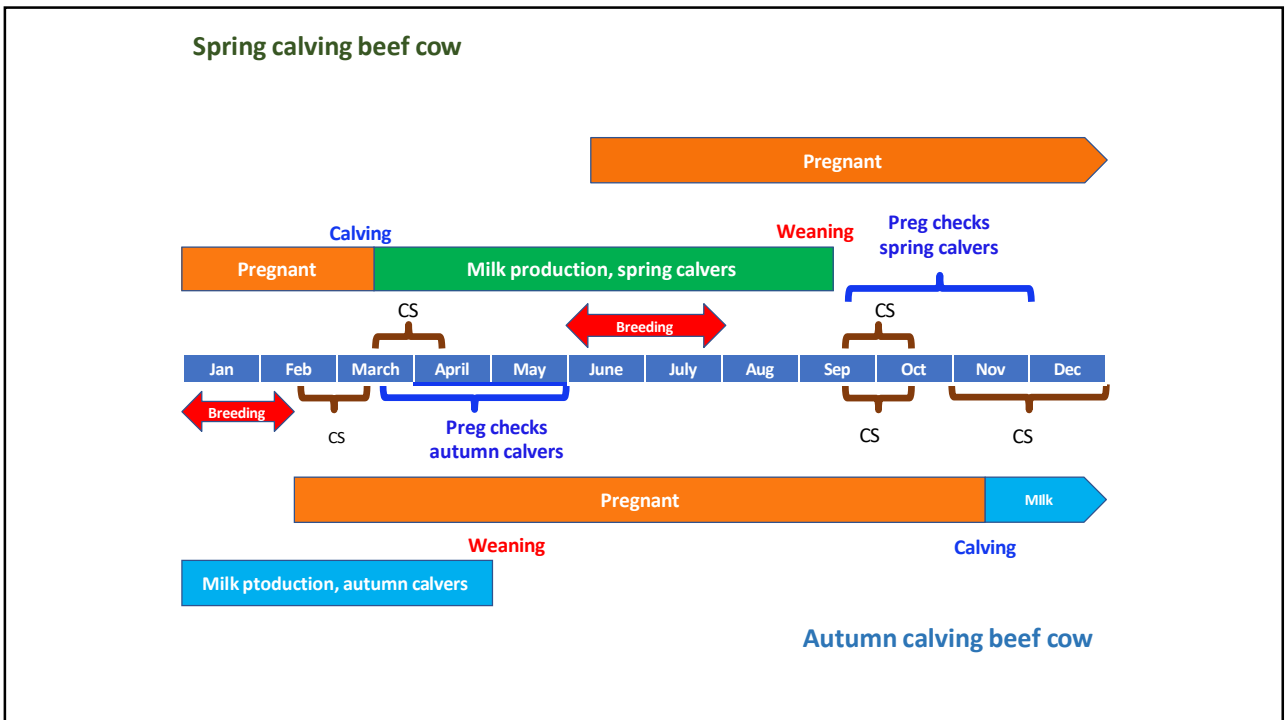 Spring calving beef cow
Pregnant
Calving
Weaning
Preg checks
spring calvers
Pregnant
Milk production, spring calvers
CS
Breeding
CS
Jan
Feb
March
April
May
June
July
Aug
Sep
Oct
Nov
Dec
Breeding
CS
Preg checks
autumn calvers
CS
CS
Pregnant
Milk
Weaning
Calving
Milk ptoduction, autumn calvers
Autumn calving beef cow